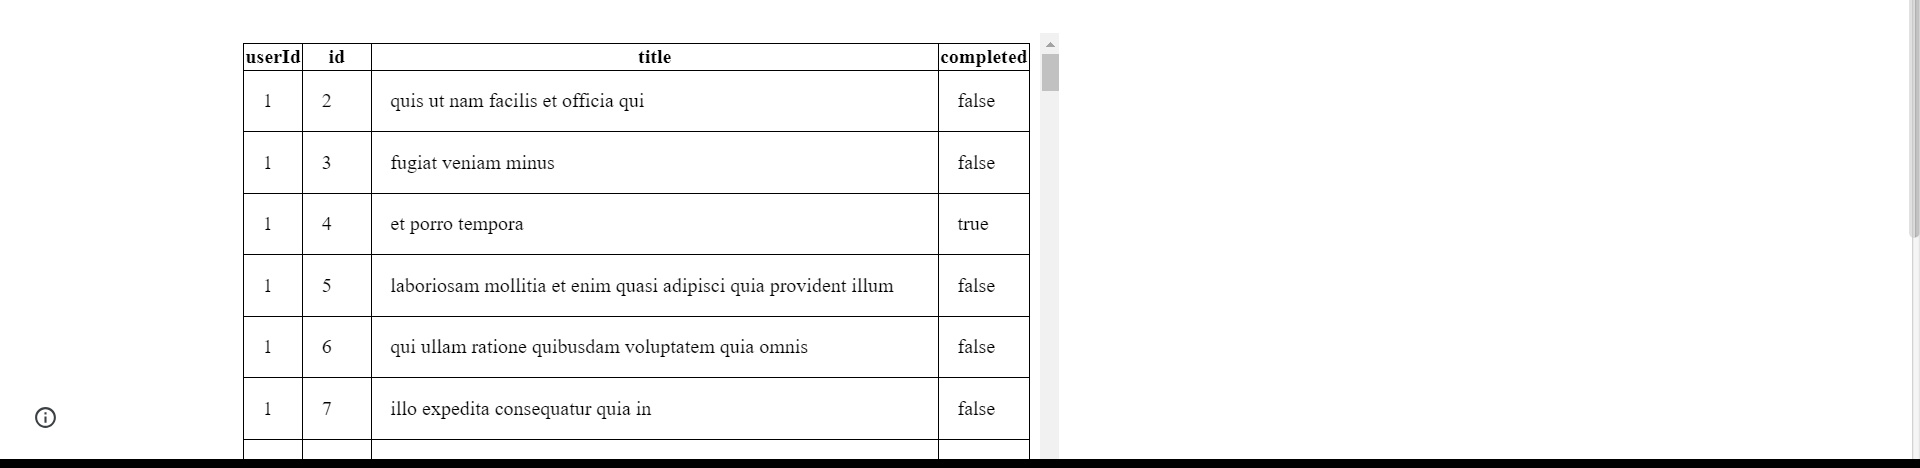 userId id title completed
1 2 quis ut nam facilis et officia qui false
1 3 fugiat veniam minus false
1 4 et porro tempora true
1 5 laboriosam mollitia et enim quasi adipisci quia provident illum false
1 6 qui ullam ratione quibusdam voluptatem quia omnis false
1 7 illo expedita consequatur quia in false